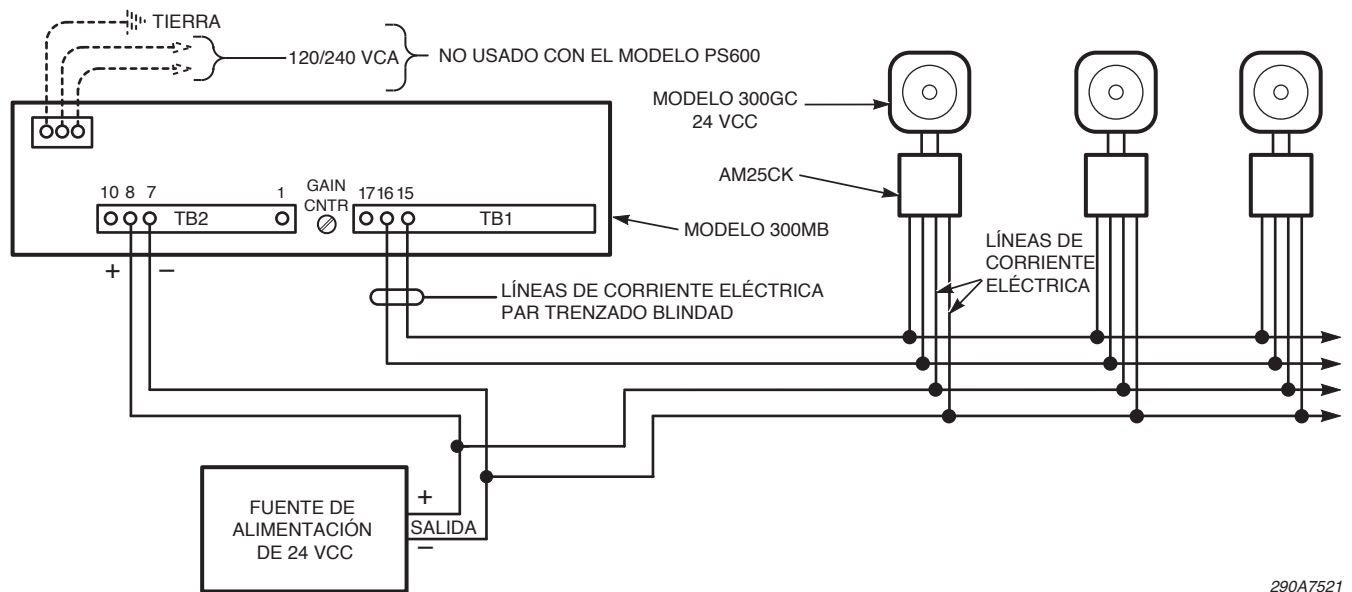 TIERRA
120/240 VCA
NO USADO CON EL MODELO PS600
MODELO 300GC
24 VCC
AM25CK
10 8 7
1
GAIN
CNTR
17 16 15
TB2
TB1
MODELO 300MB
+
–
LÍNEAS DE
CORRIENTE
ELÉCTRICA
LÍNEAS DE CORRIENTE ELÉCTRICA
PAR TRENZADO BLINDAD
FUENTE DE
ALIMENTACIÓN
DE 24 VCC
+
SALIDA
–
290A7521